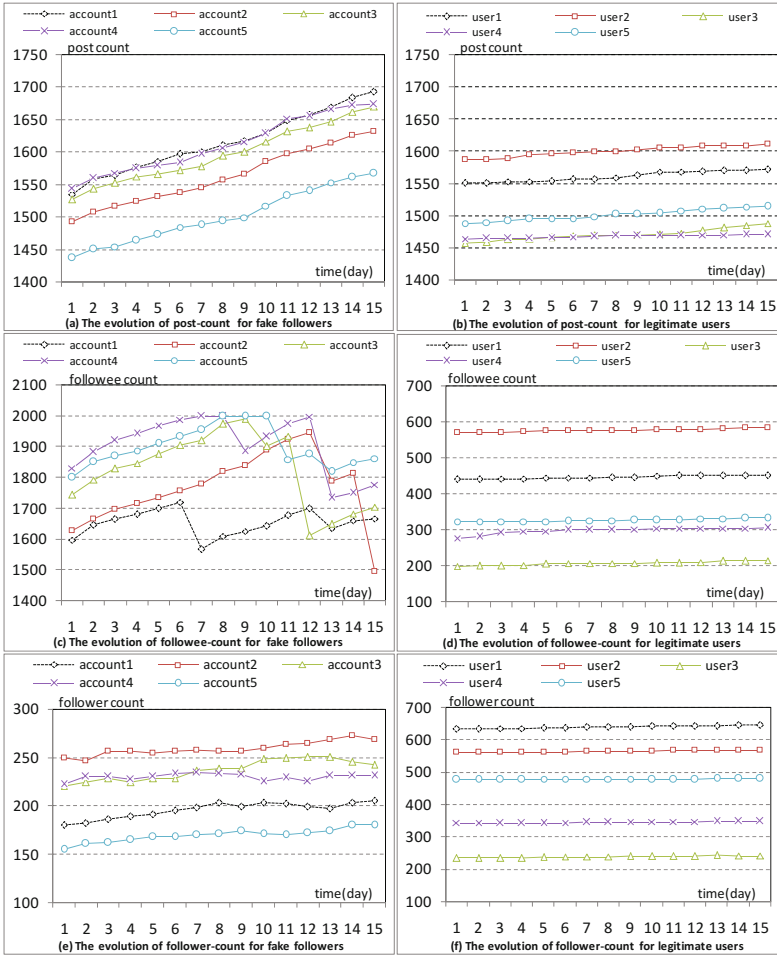 account1 account2 account3
account4 account5
post count
1750
1700
1650
1600
1550
1500
1450
1400
time(day)
1 2 3 4 5 6 7 8 9 10 11 12 13 14 15
(a) The evolution of post-count for fake followers
user1 user2 user3
user4 user5
post count
1750
1700
1650
1600
1550
1500
1450
1400
time(day)
1 2 3 4 5 6 7 8 9 10 11 12 13 14 15
(b) The evolution of post-count for legitimate users
account1 account2 account3
account4 account5
followee count
2100
2000
1900
1800
1700
1600
1500
1400
time(day)
1 2 3 4 5 6 7 8 9 10 11 12 13 14 15
(c) The evolution of followee-count for fake followers
user1 user2 user3
user4 user5
followee count
700
600
500
400
300
200
100
time(day)
1 2 3 4 5 6 7 8 9 10 11 12 13 14 15
(d) The evolution of followee-count for legitimate users
account1 account2 account3
account4 account5
follower count
300
250
200
150
100
time(day)
1 2 3 4 5 6 7 8 9 10 11 12 13 14 15
(e) The evolution of follower-count for fake followers
user1 user2 user3
user4 user5
follower count
700
600
500
400
300
200
100
time(day)
1 2 3 4 5 6 7 8 9 10 11 12 13 14 15
(f) The evolution of follower-count for legitimate users